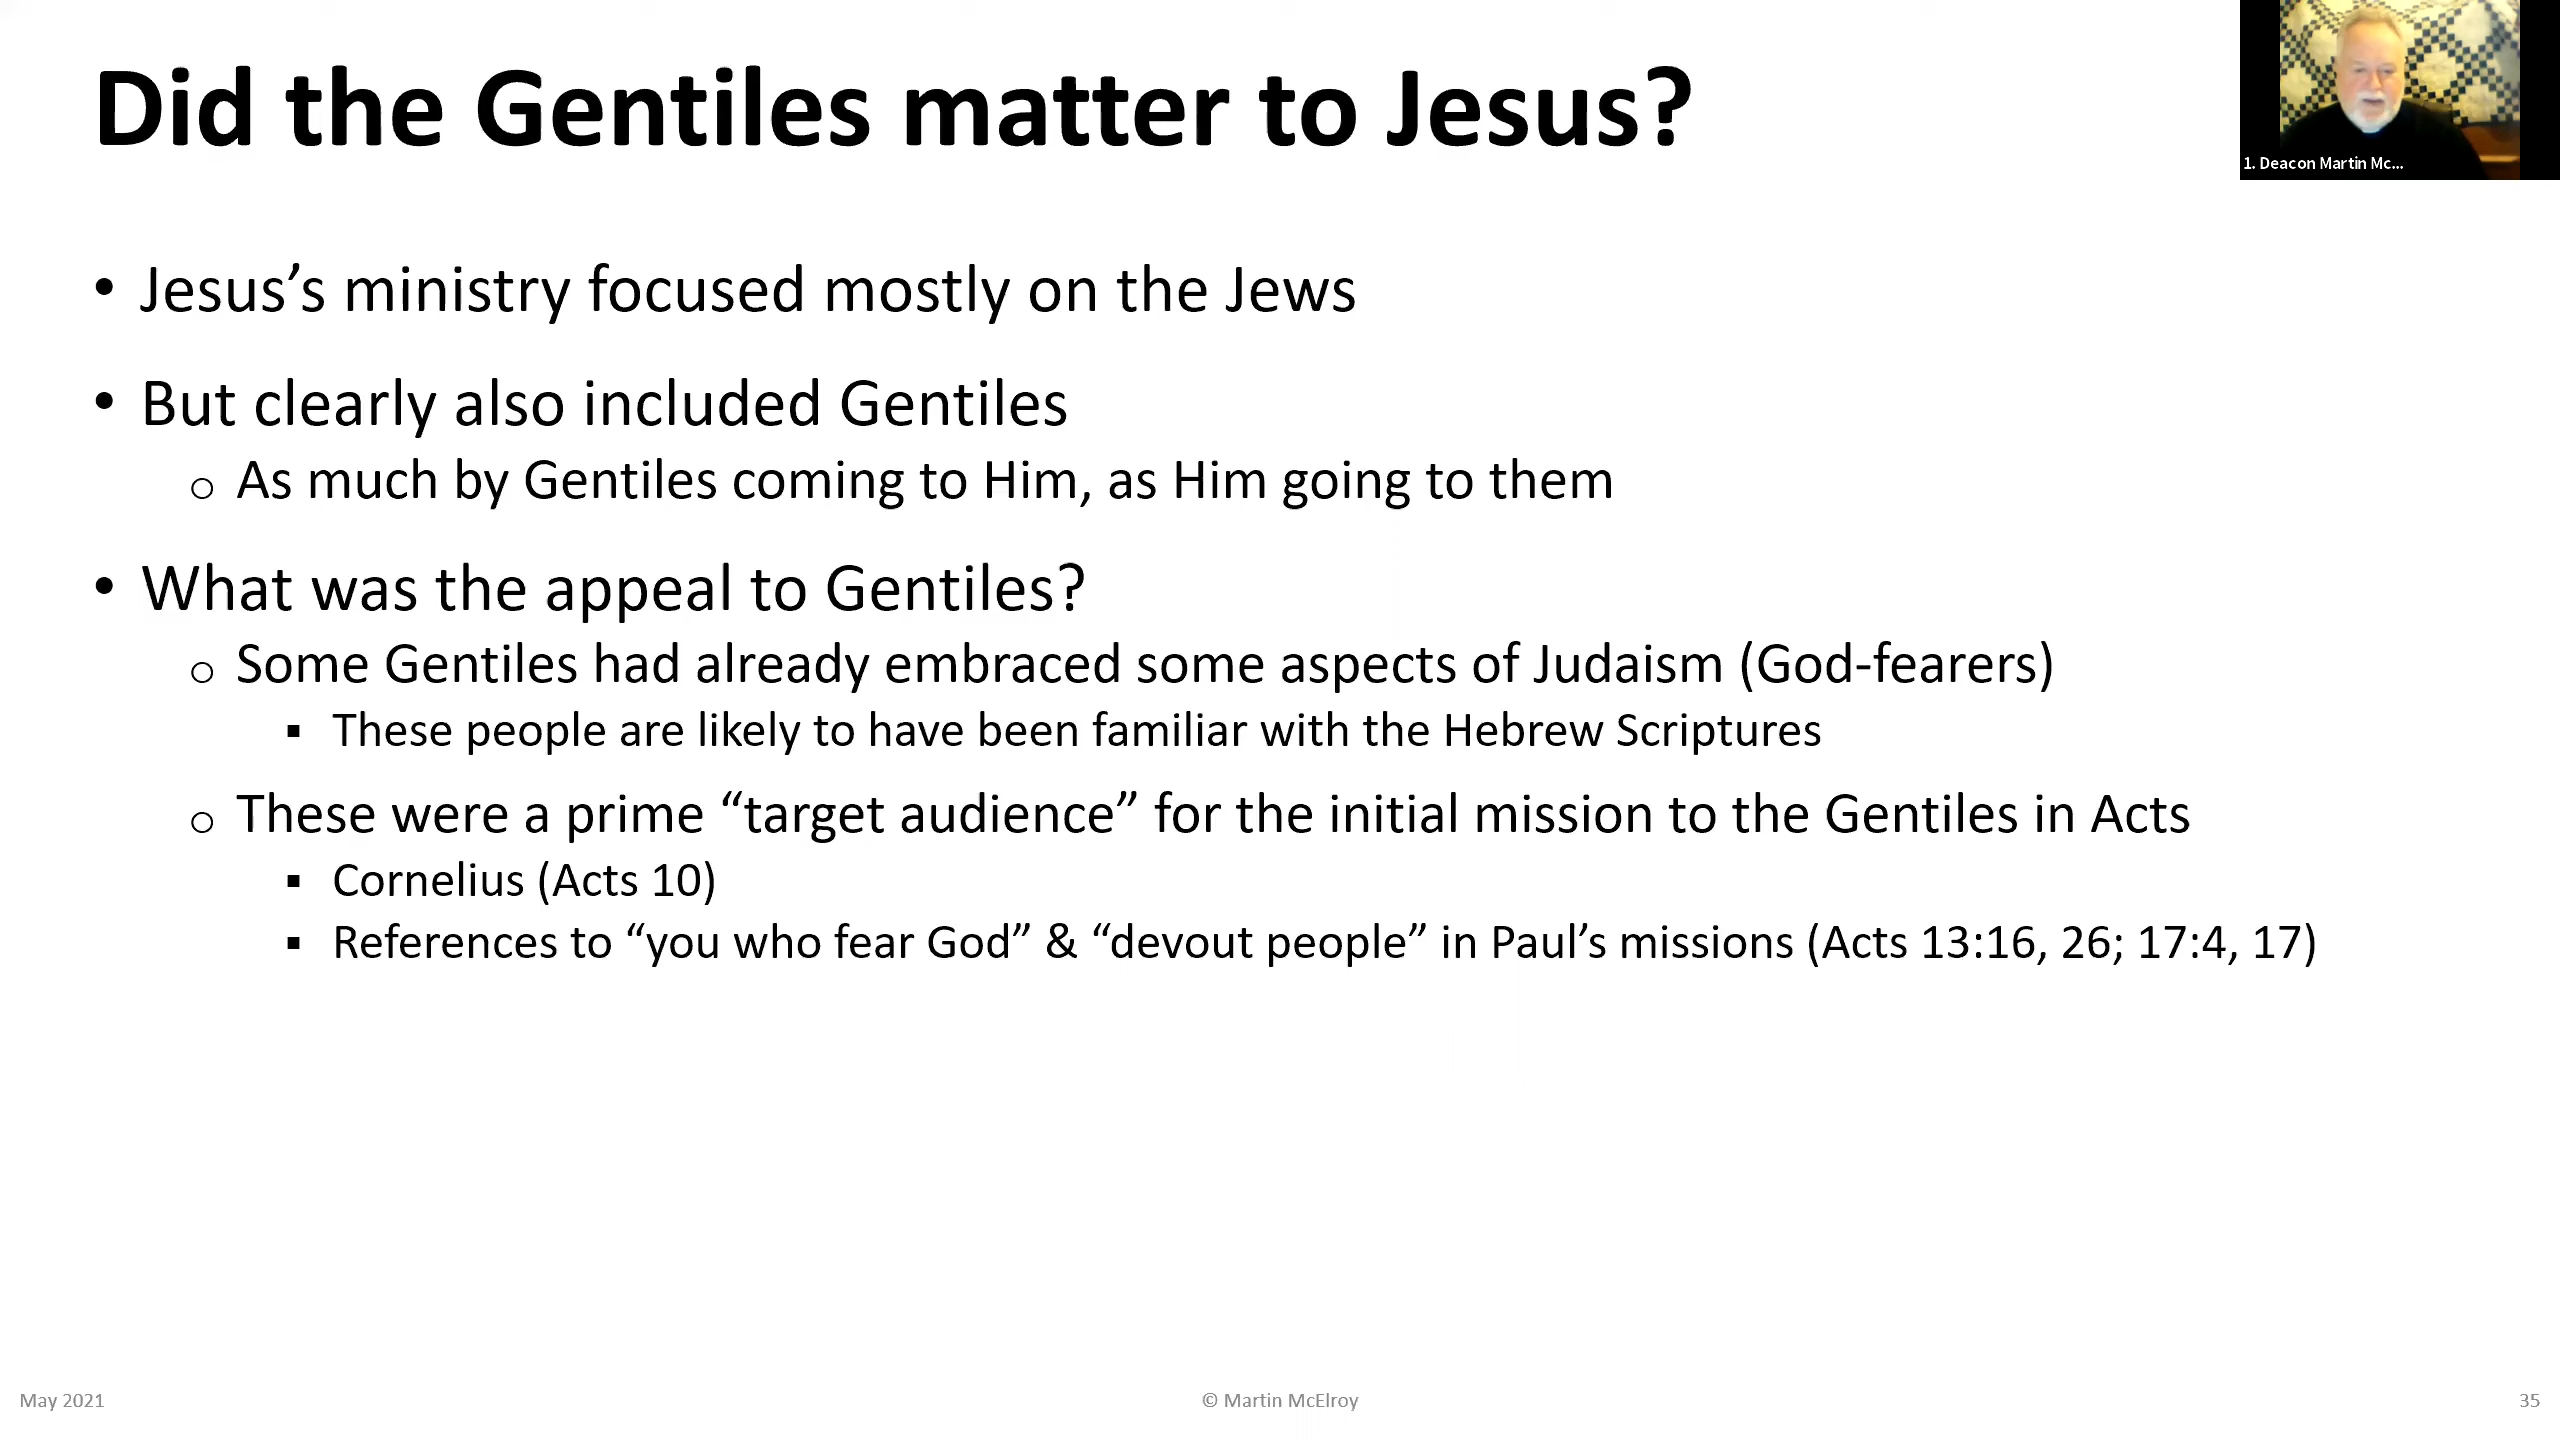 Did the Gentiles matter to Jesus?
1. Deacon Martin Mc...
• Jesus’s ministry focused mostly on the Jews
• But clearly also included Gentiles
o As much by Gentiles coming to Him, as Him going to them
• What was the appeal to Gentiles?
o Some Gentiles had already embraced some aspects of Judaism (God-fearers)
▪ These people are likely to have been familiar with the Hebrew Scriptures
o These were a prime “target audience” for the initial mission to the Gentiles in Acts
▪ Cornelius (Acts 10)
▪ References to “you who fear God” & “devout people” in Paul’s missions (Acts 13:16, 26; 17:4, 17)
May 2021
© Martin McElroy
35